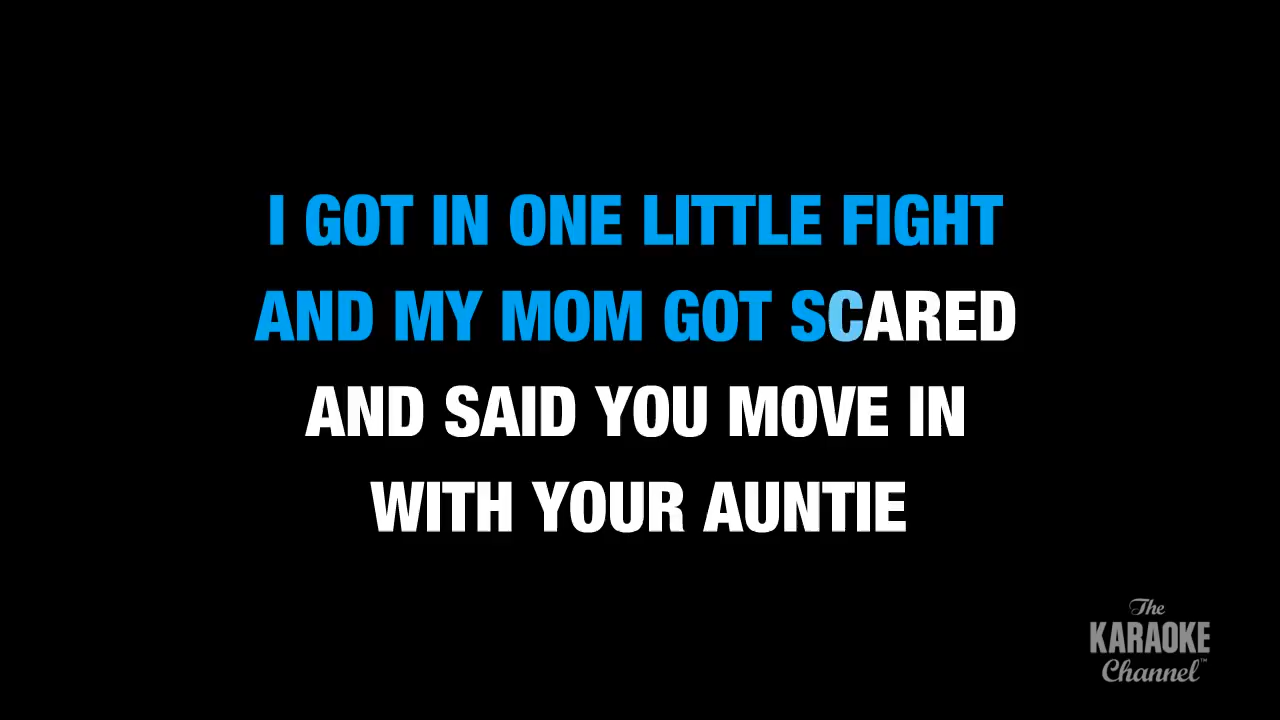 I GOT IN ONE LITTLE FIGHT
AND MY MOM GOT SCARED
AND SAID YOU MOVE IN
WITH YOUR AUNTIE
The
KARAOKE
Channel™